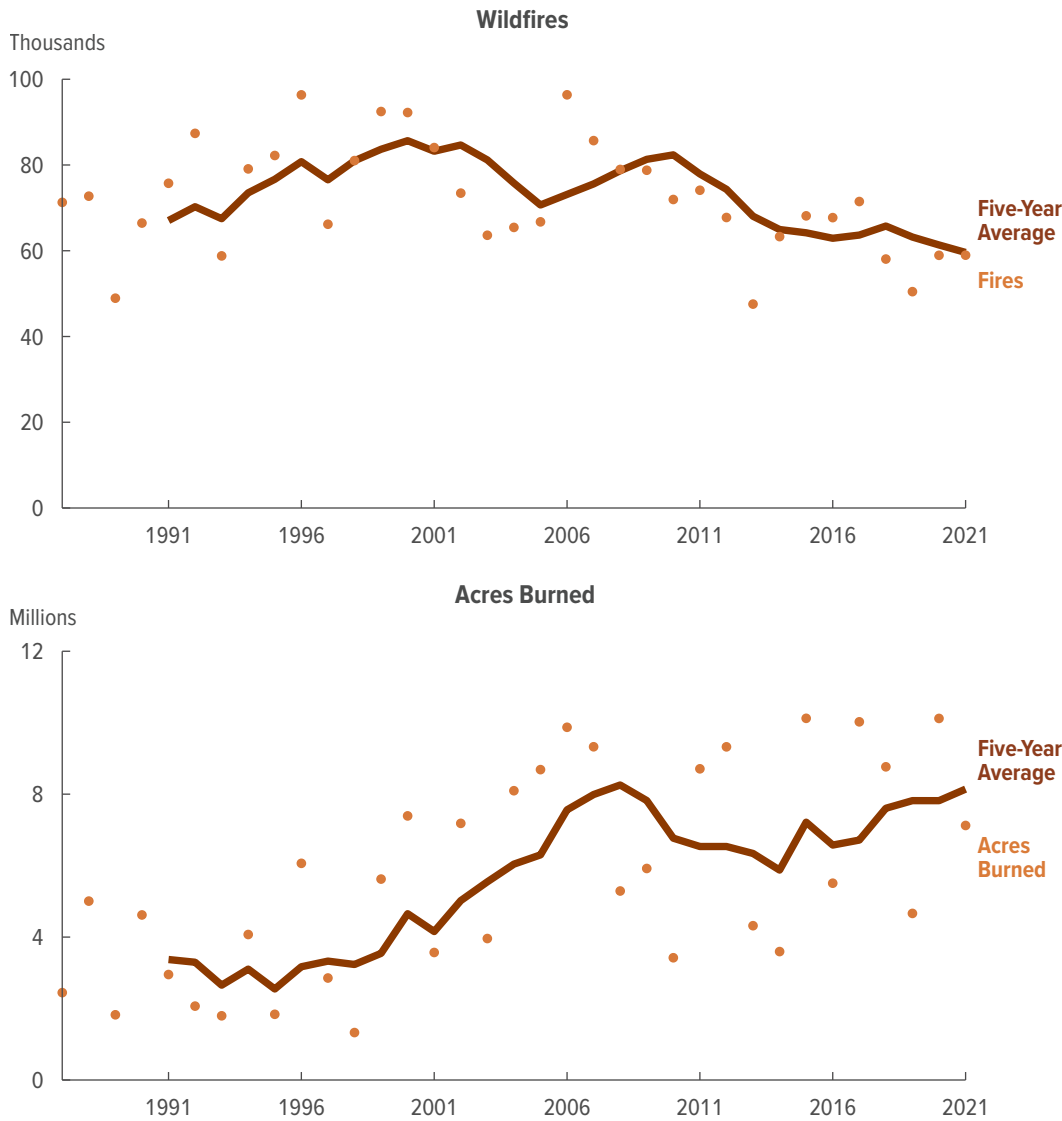 Wildfires
Thousands
100
80
60
40
20
0
Five-Year
Average
Fires
1991 1996 2001 2006 2011 2016 2021
Acres Burned
Millions
12
8
4
0
Five-Year
Average
Acres
Burned
1991 1996 2001 2006 2011 2016 2021